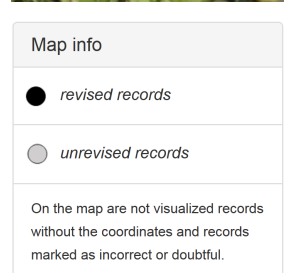 Map info
revised records
unrevised records
On the map are not visualized records
without the coordinates and records
marked as incorrect or doubtful.